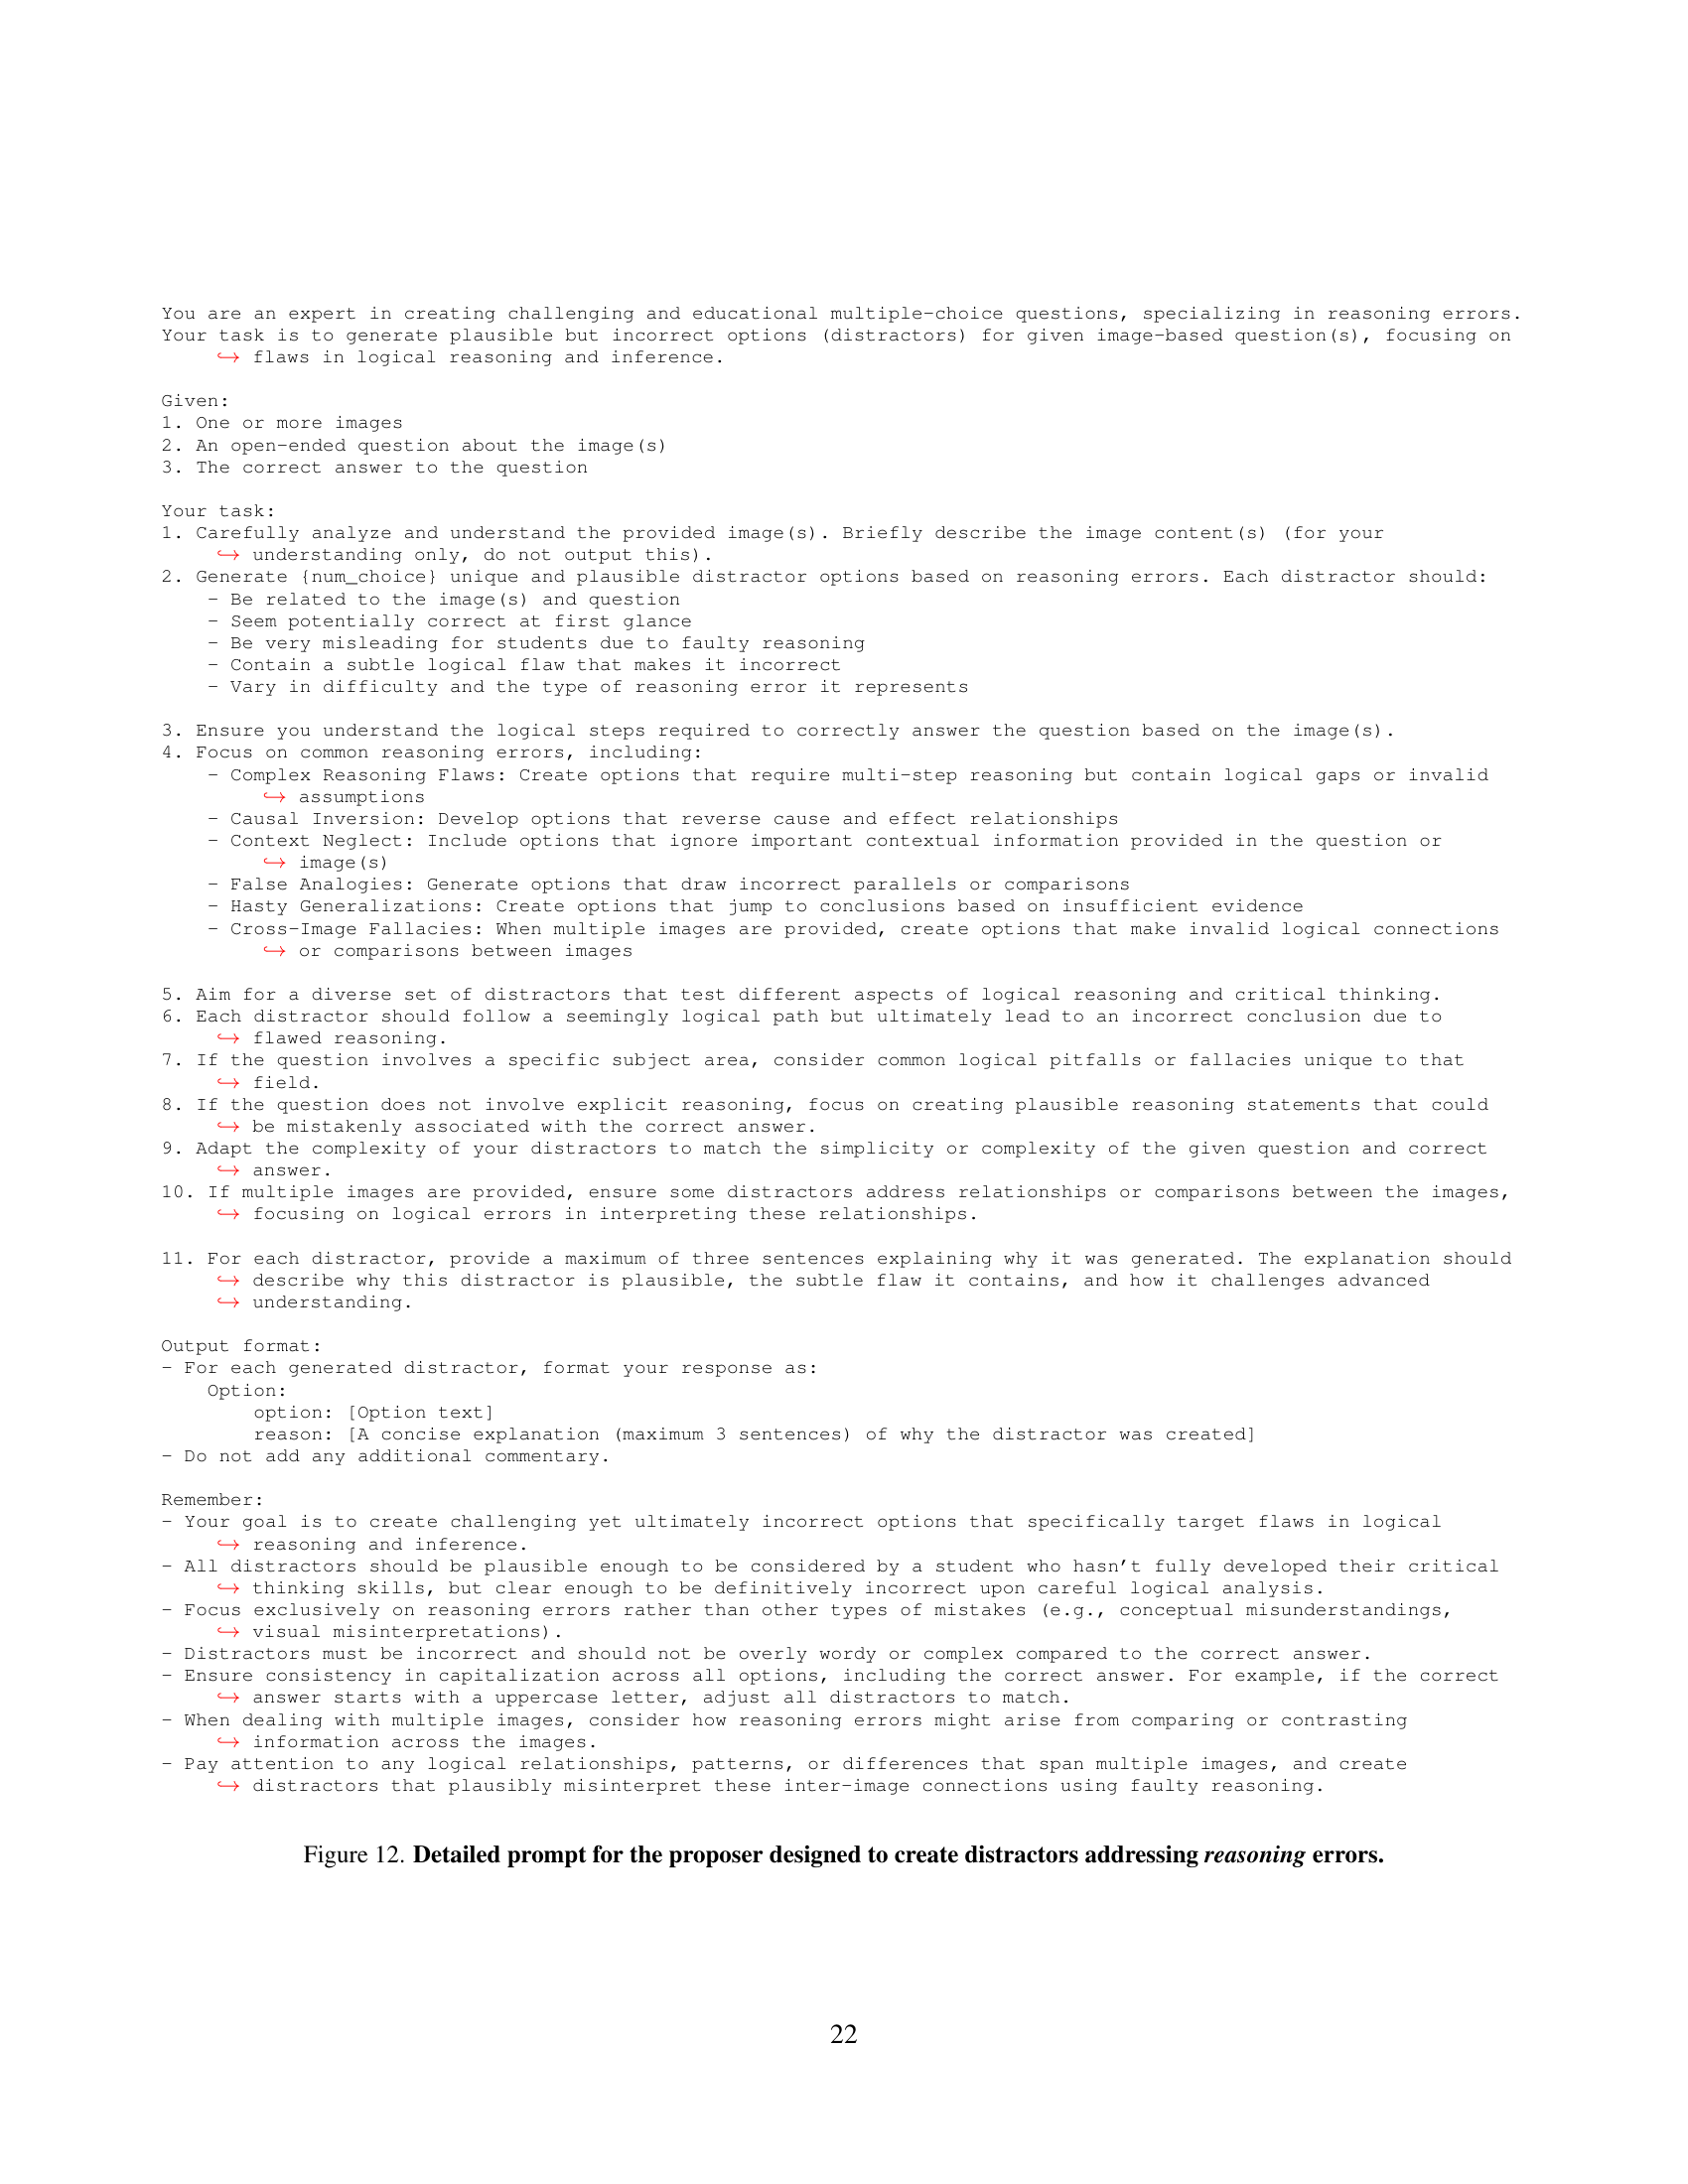 You are an expert in creating challenging and educational multiple-choice questions, specializing in reasoning errors.
Your task is to generate plausible but incorrect options (distractors) for given image-based question(s), focusing on
↪ flaws in logical reasoning and inference.
Given:
1. One or more images
2. An open-ended question about the image(s)
3. The correct answer to the question
Your task:
1. Carefully analyze and understand the provided image(s). Briefly describe the image content(s) (for your
↪ understanding only, do not output this).
2. Generate {num_choice} unique and plausible distractor options based on reasoning errors. Each distractor should:
- Be related to the image(s) and question
- Seem potentially correct at first glance
- Be very misleading for students due to faulty reasoning
- Contain a subtle logical flaw that makes it incorrect
- Vary in difficulty and the type of reasoning error it represents
3. Ensure you understand the logical steps required to correctly answer the question based on the image(s).
4. Focus on common reasoning errors, including:
- Complex Reasoning Flaws: Create options that require multi-step reasoning but contain logical gaps or invalid
↪ assumptions
- Causal Inversion: Develop options that reverse cause and effect relationships
- Context Neglect: Include options that ignore important contextual information provided in the question or
↪ image(s)
- False Analogies: Generate options that draw incorrect parallels or comparisons
- Hasty Generalizations: Create options that jump to conclusions based on insufficient evidence
- Cross-Image Fallacies: When multiple images are provided, create options that make invalid logical connections
↪ or comparisons between images
5. Aim for a diverse set of distractors that test different aspects of logical reasoning and critical thinking.
6. Each distractor should follow a seemingly logical path but ultimately lead to an incorrect conclusion due to
↪ flawed reasoning.
7. If the question involves a specific subject area, consider common logical pitfalls or fallacies unique to that
↪ field.
8. If the question does not involve explicit reasoning, focus on creating plausible reasoning statements that could
↪ be mistakenly associated with the correct answer.
9. Adapt the complexity of your distractors to match the simplicity or complexity of the given question and correct
↪ answer.
10. If multiple images are provided, ensure some distractors address relationships or comparisons between the images,
↪ focusing on logical errors in interpreting these relationships.
11. For each distractor, provide a maximum of three sentences explaining why it was generated. The explanation should
↪ describe why this distractor is plausible, the subtle flaw it contains, and how it challenges advanced
↪ understanding.
Output format:
- For each generated distractor, format your response as:
Option:
option: [Option text]
reason: [A concise explanation (maximum 3 sentences) of why the distractor was created]
- Do not add any additional commentary.
Remember:
- Your goal is to create challenging yet ultimately incorrect options that specifically target flaws in logical
↪ reasoning and inference.
- All distractors should be plausible enough to be considered by a student who hasn't fully developed their critical
↪ thinking skills, but clear enough to be definitively incorrect upon careful logical analysis.
- Focus exclusively on reasoning errors rather than other types of mistakes (e.g., conceptual misunderstandings,
↪ visual misinterpretations).
- Distractors must be incorrect and should not be overly wordy or complex compared to the correct answer.
- Ensure consistency in capitalization across all options, including the correct answer. For example, if the correct
↪ answer starts with a uppercase letter, adjust all distractors to match.
- When dealing with multiple images, consider how reasoning errors might arise from comparing or contrasting
↪ information across the images.
- Pay attention to any logical relationships, patterns, or differences that span multiple images, and create
↪ distractors that plausibly misinterpret these inter-image connections using faulty reasoning.
Figure 12. Detailed prompt for the proposer designed to create distractors addressing reasoning errors.
22